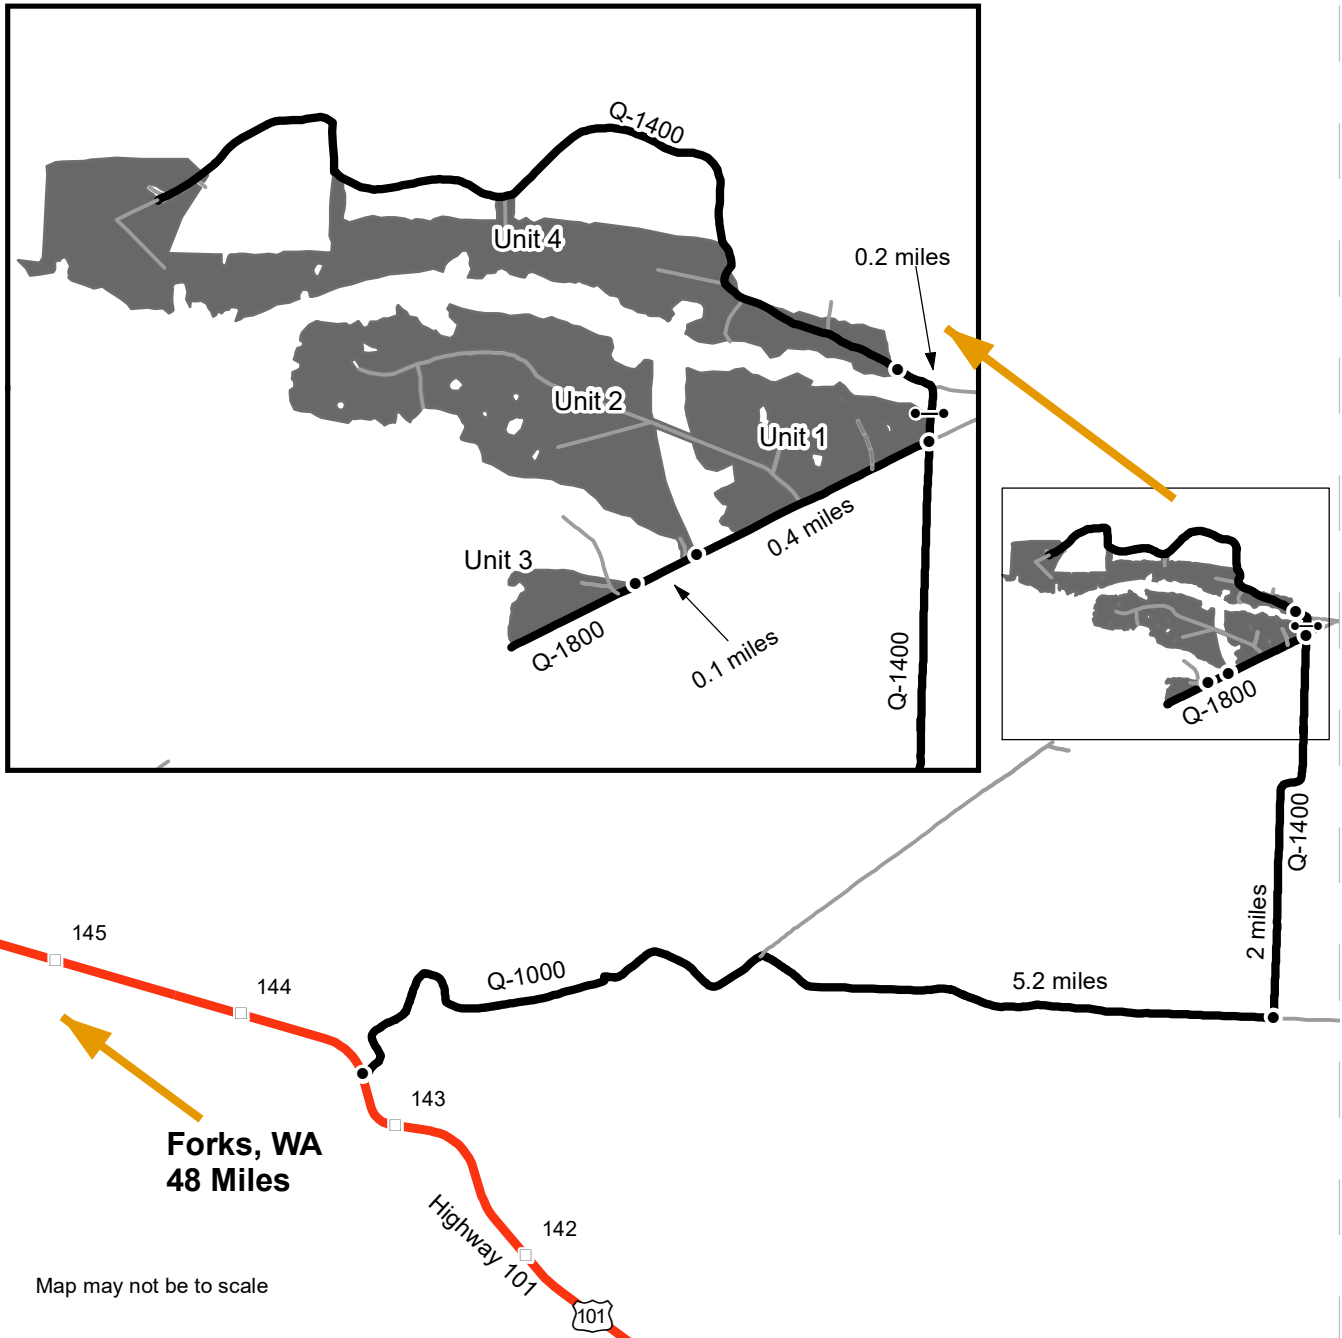 Q-1400
Unit 4
0.2 miles
Unit 2
Unit 1
0.4 miles
Unit 3
Q-1800
0.1 miles
Q-1400
Q-1800
Q-1400
2 miles
145
144
Q-1000
5.2 miles
143
Forks, WA
48 Miles
142
Highway 101
101
Map may not be to scale